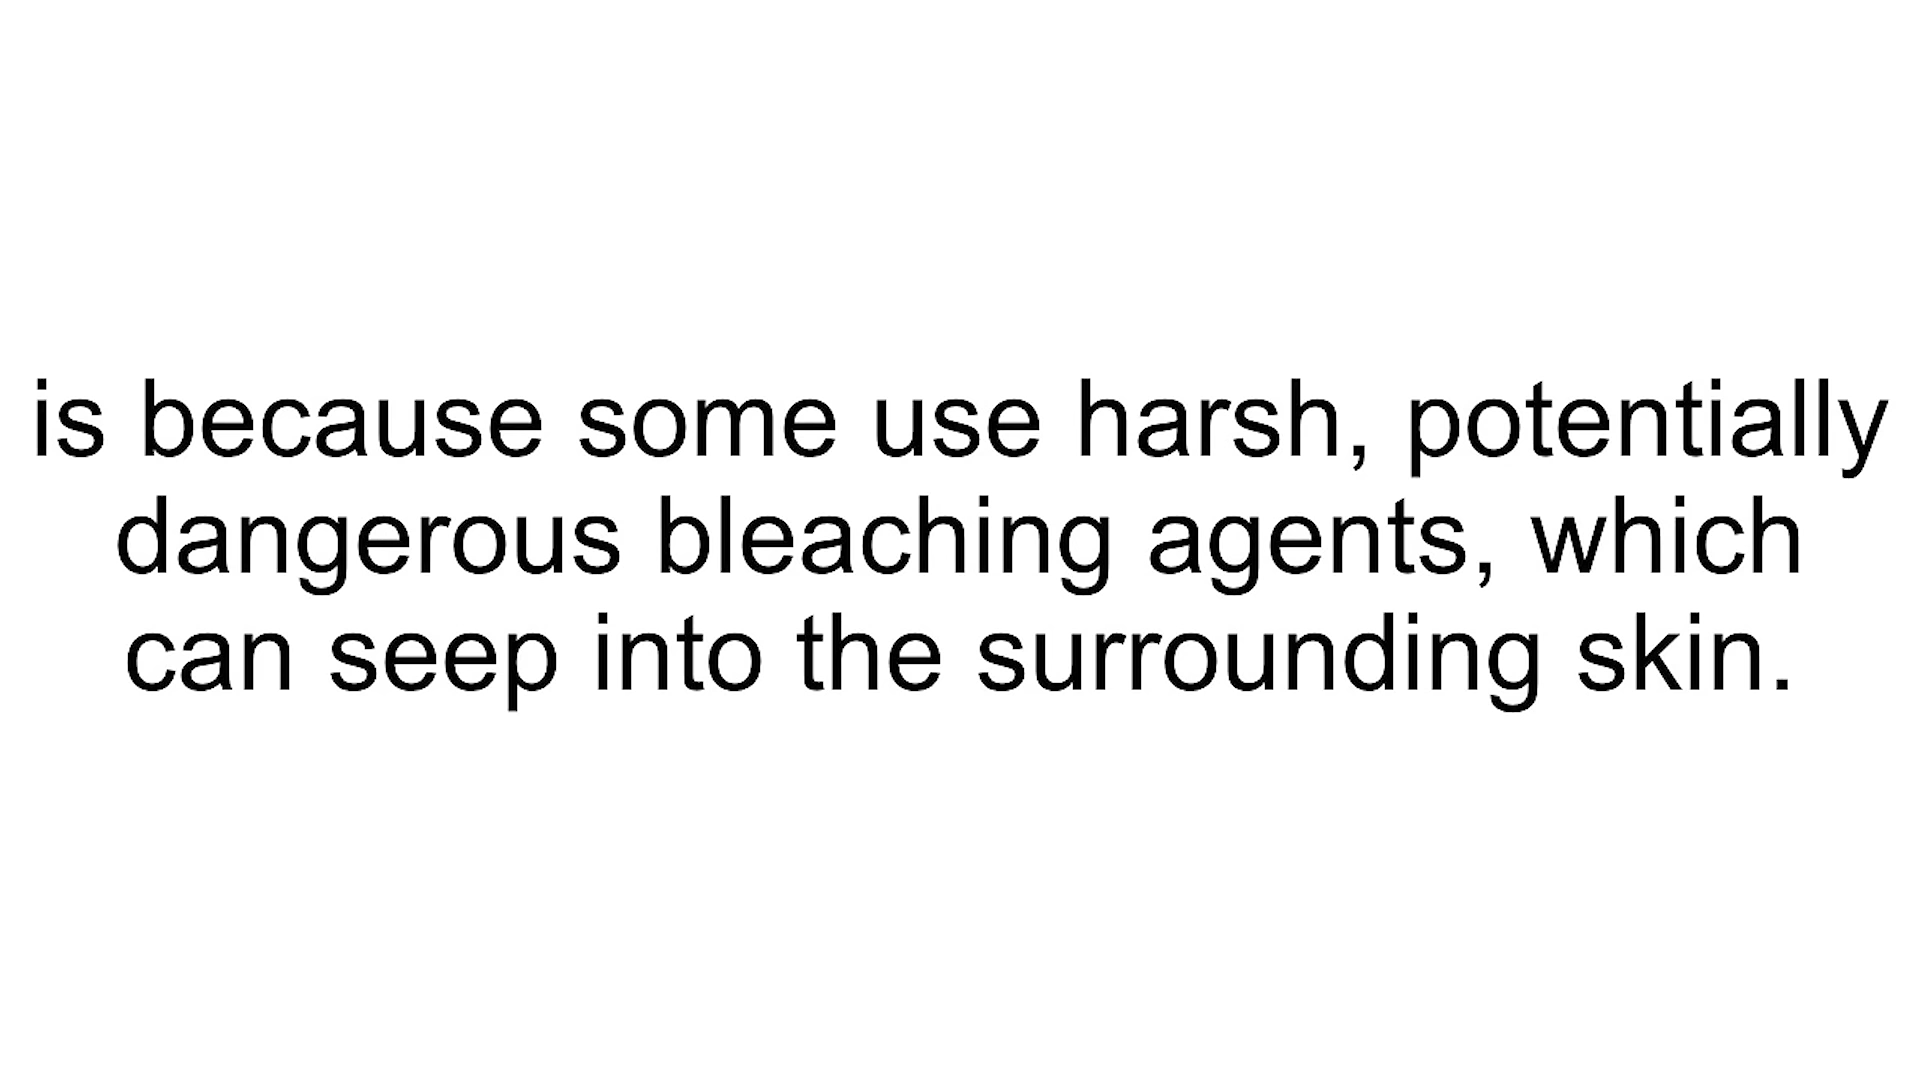 is because some use harsh, potentially
dangerous bleaching agents, which
can seep into the surrounding skin.